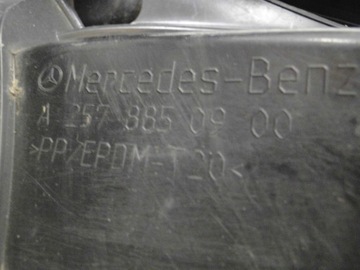 Mercedes-Benz
A 257 885 09 00
>PP/EPDM-T20<